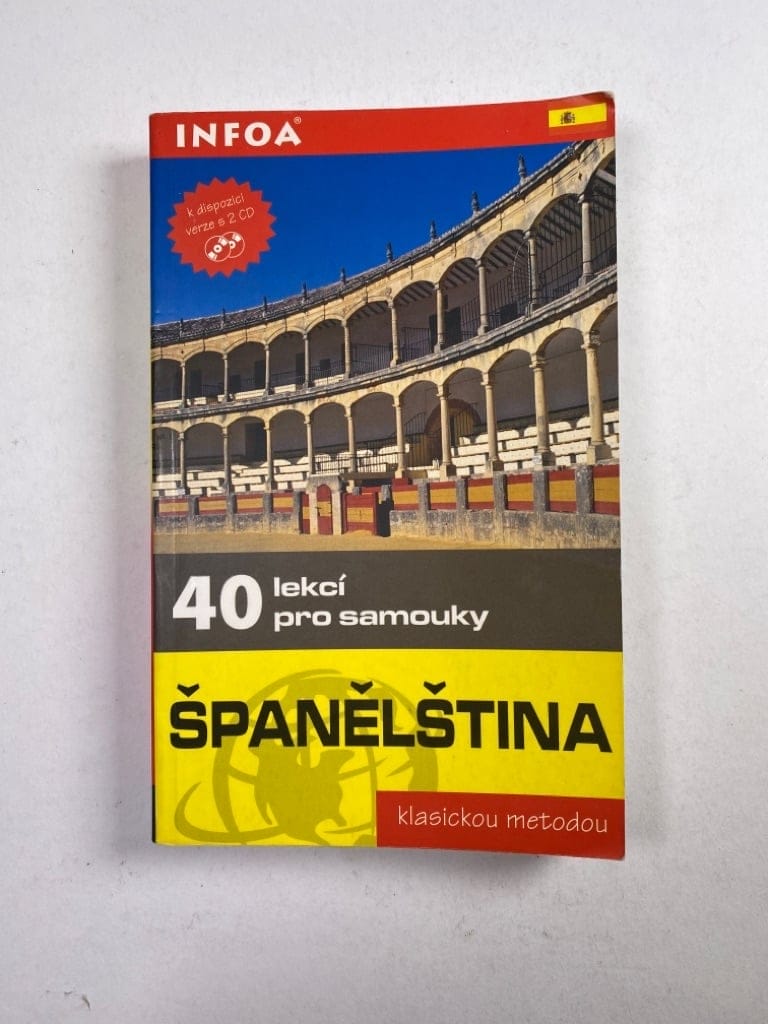 INFOA®
k dispozici
verze s 2 CD
40 lekcí
pro samouky
ŠPANĚLŠTINA
klasickou metodou